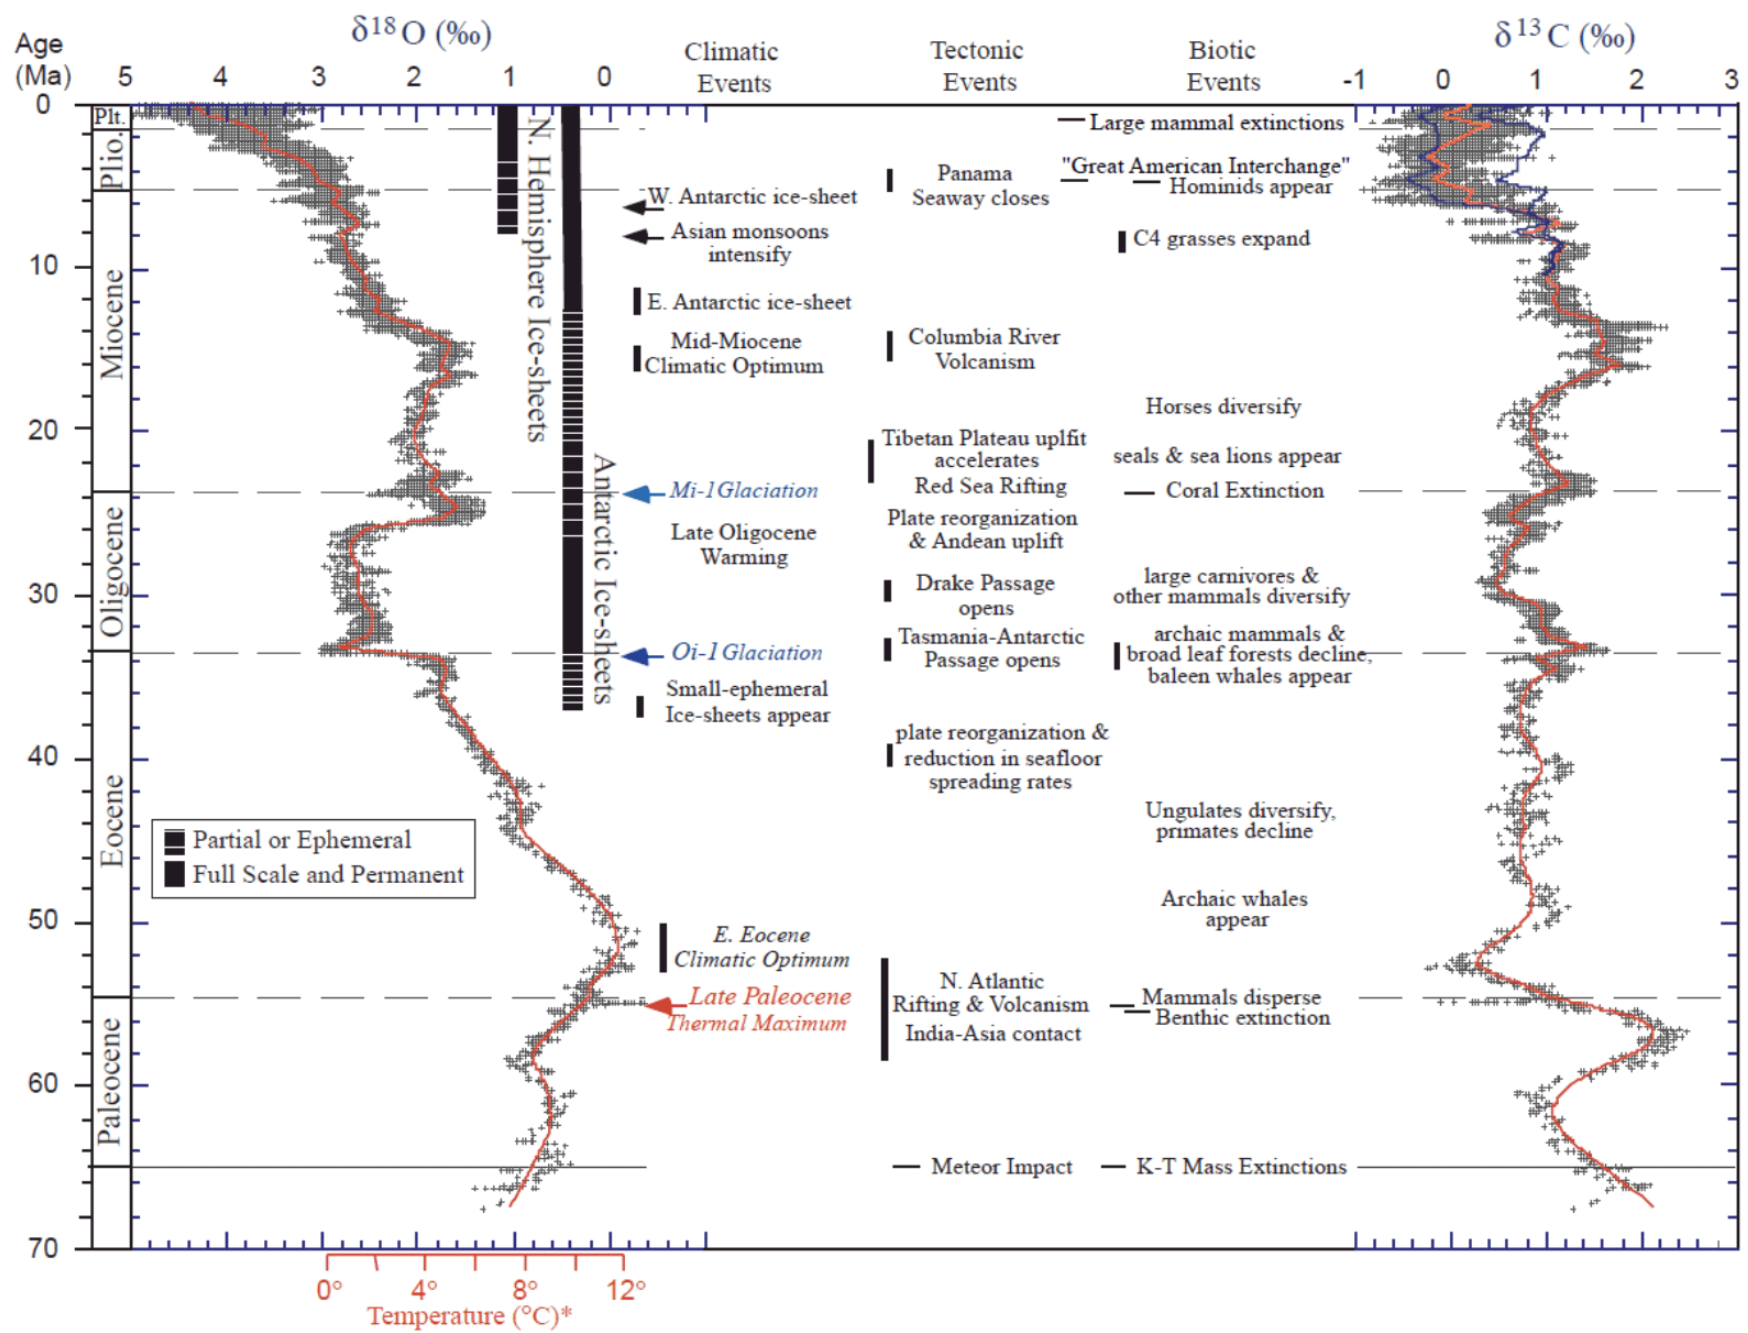 δ18O (‰)
δ13C (‰)
Age
(Ma)
5 4 3 2 1 0
Climatic
Events
Tectonic
Events
Biotic
Events
-1 0 1 2 3
0
10
20
30
40
50
60
70
Plt.
Plio.
Miocene
Oligocene
Eocene
Paleocene
N. Hemisphere Ice-sheets
Antarctic Ice-sheets
Partial or Ephemeral
Full Scale and Permanent
W. Antarctic ice-sheet
Asian monsoons
intensify
E. Antarctic ice-sheet
Mid-Miocene
Climatic Optimum
Mi-1 Glaciation
Late Oligocene
Warming
Oi-1 Glaciation
Small-ephemeral
Ice-sheets appear
E. Eocene
Climatic Optimum
Late Paleocene
Thermal Maximum
Panama
Seaway closes
Columbia River
Volcanism
Tibetan Plateau uplfit
accelerates
Red Sea Rifting
Plate reorganization
& Andean uplift
Drake Passage
opens
Tasmania-Antarctic
Passage opens
plate reorganization &
reduction in seafloor
spreading rates
N. Atlantic
Rifting & Volcanism
India-Asia contact
Meteor Impact
Large mammal extinctions
"Great American Interchange"
Hominids appear
C4 grasses expand
Horses diversify
seals & sea lions appear
Coral Extinction
large carnivores &
other mammals diversify
archaic mammals &
broad leaf forests decline,
baleen whales appear
Ungulates diversify,
primates decline
Archaic whales
appear
Mammals disperse
Benthic extinction
K-T Mass Extinctions
0° 4° 8° 12°
Temperature (°C)*